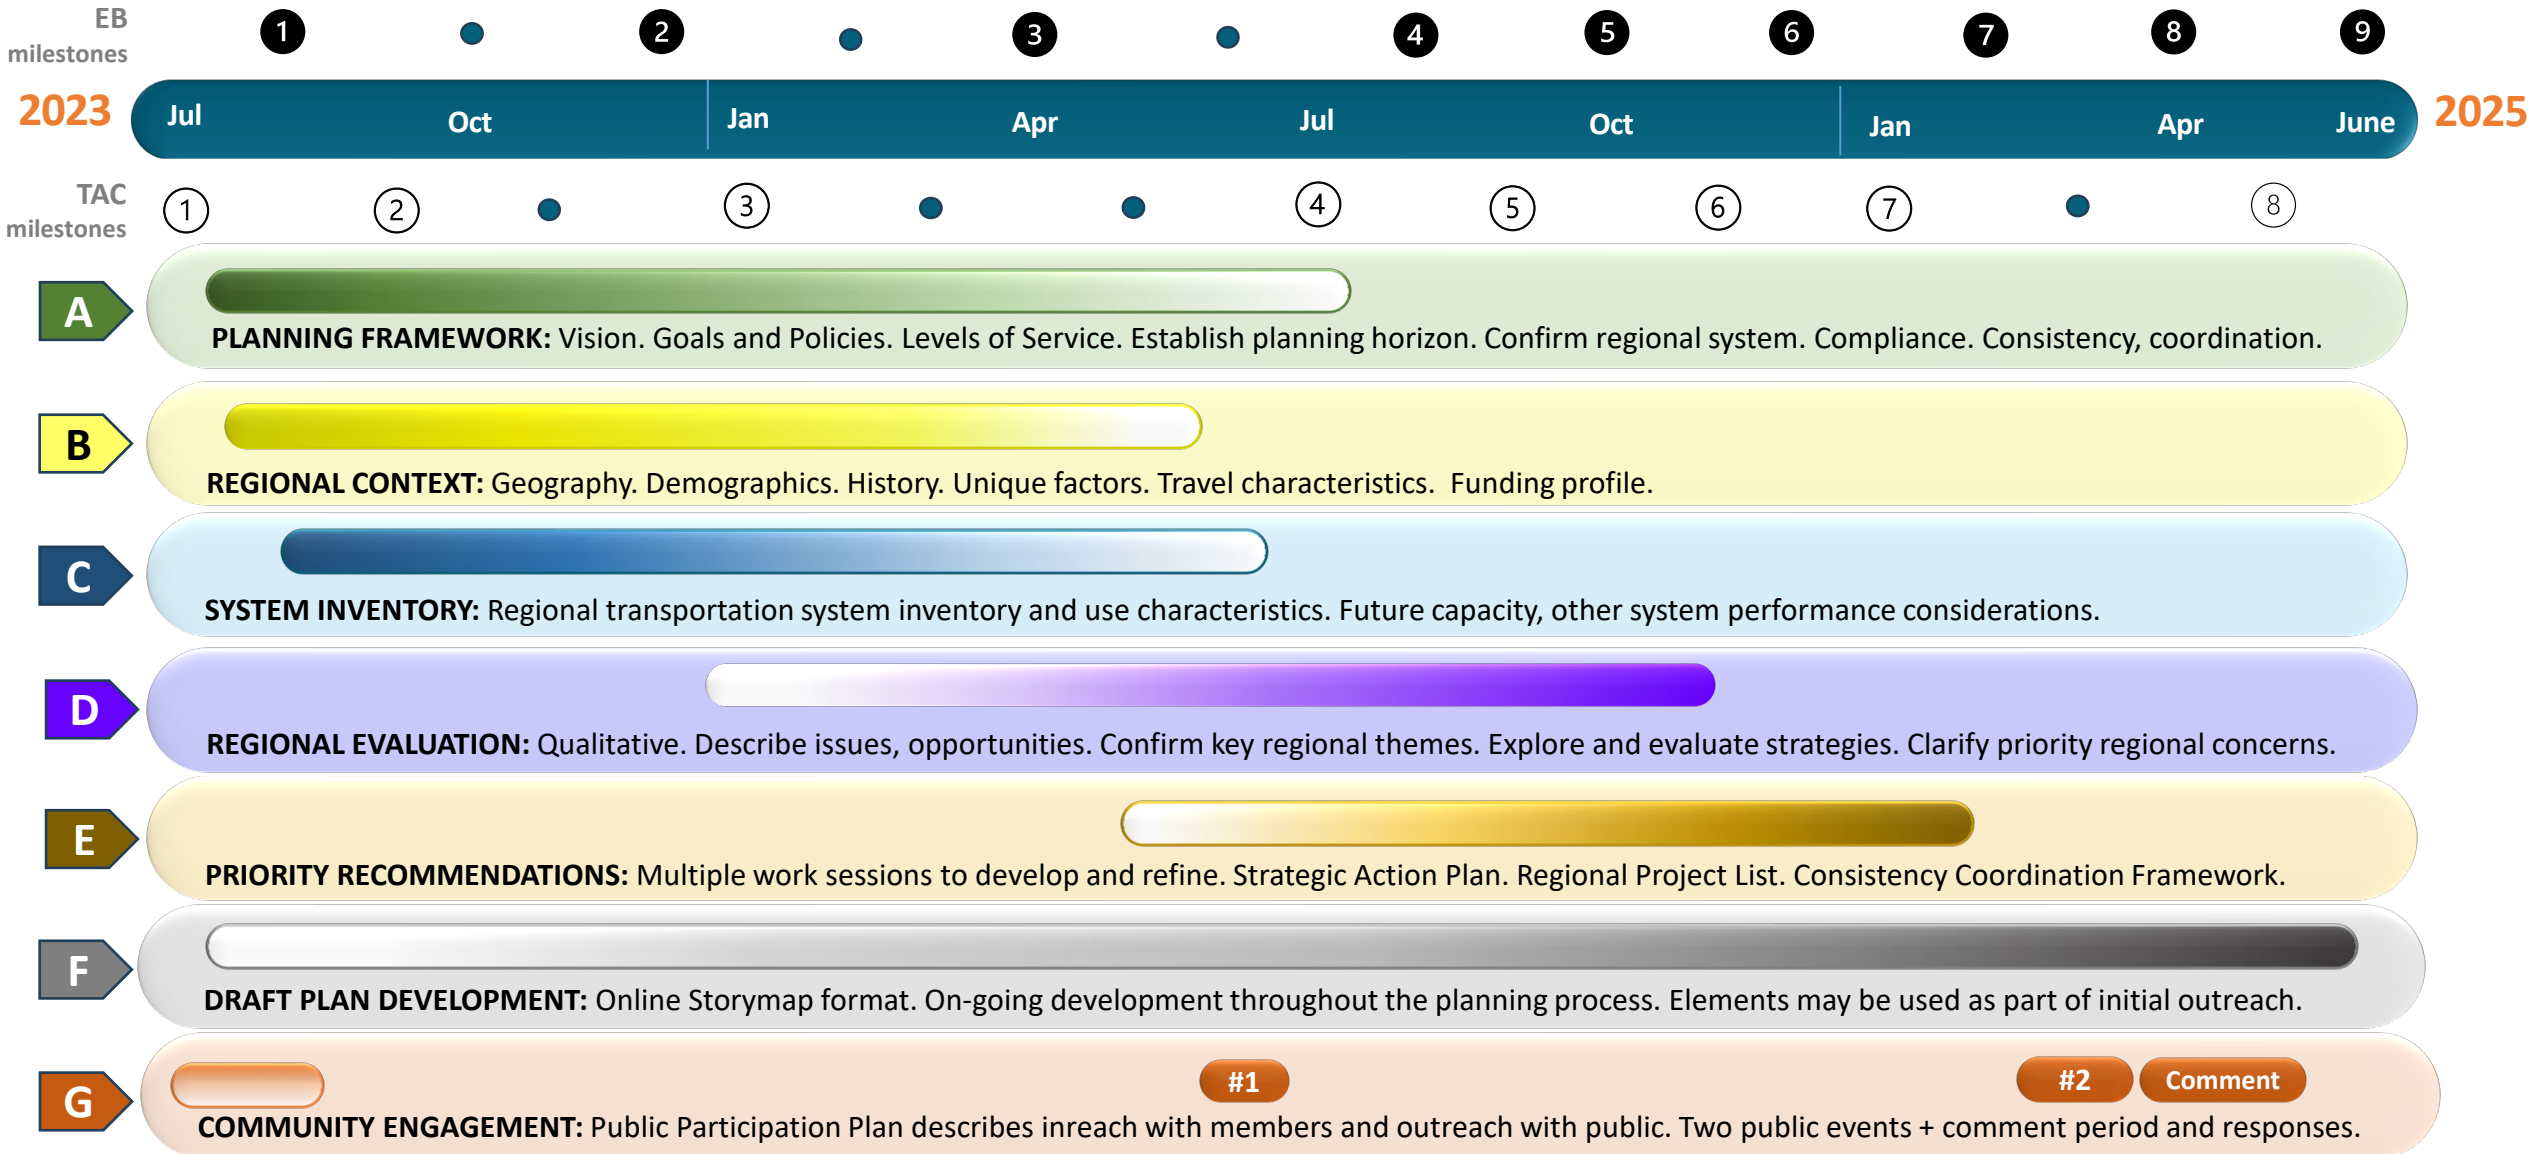 EB
milestones
1 2 3 4 5 6 7 8 9
2023 Jul Oct Jan Apr Jul Oct Jan Apr June 2025
TAC
milestones
1 2 3 4 5 6 7 8
A
PLANNING FRAMEWORK: Vision. Goals and Policies. Levels of Service. Establish planning horizon. Confirm regional system. Compliance. Consistency, coordination.
B
REGIONAL CONTEXT: Geography. Demographics. History. Unique factors. Travel characteristics. Funding profile.
C
SYSTEM INVENTORY: Regional transportation system inventory and use characteristics. Future capacity, other system performance considerations.
D
REGIONAL EVALUATION: Qualitative. Describe issues, opportunities. Confirm key regional themes. Explore and evaluate strategies. Clarify priority regional concerns.
E
PRIORITY RECOMMENDATIONS: Multiple work sessions to develop and refine. Strategic Action Plan. Regional Project List. Consistency Coordination Framework.
F
DRAFT PLAN DEVELOPMENT: Online Storymap format. On-going development throughout the planning process. Elements may be used as part of initial outreach.
G
#1 #2 Comment
COMMUNITY ENGAGEMENT: Public Participation Plan describes inreach with members and outreach with public. Two public events + comment period and responses.